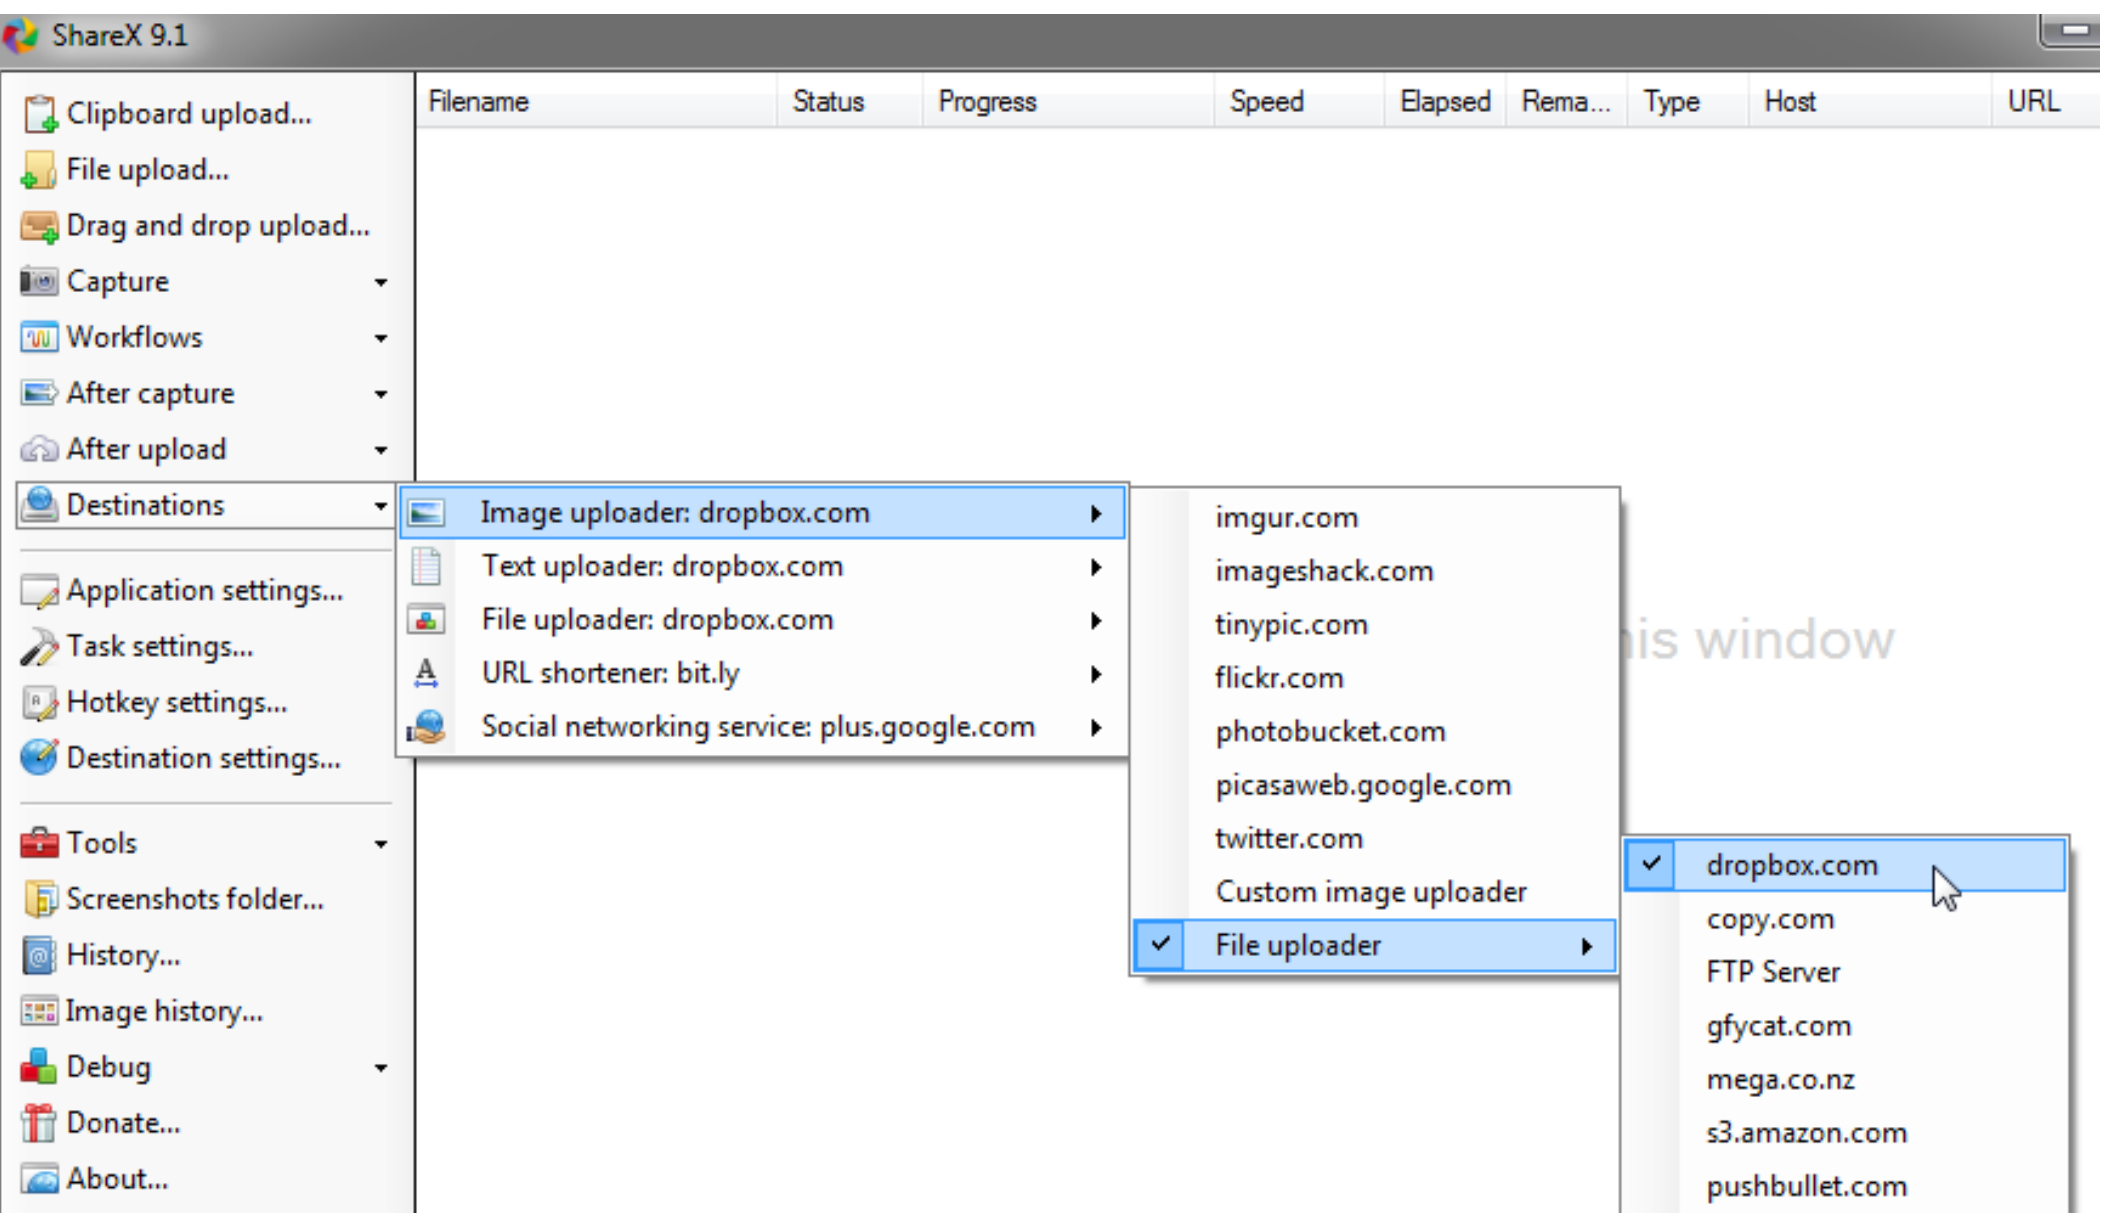 ShareX 9.1
Clipboard upload...
File upload...
Drag and drop upload...
Capture
Workflows
After capture
After upload
Destinations
Application settings...
Task settings...
Hotkey settings...
Destination settings...
Tools
Screenshots folder...
History...
Image history...
Debug
Donate...
About...
Filename Status Progress Speed Elapsed Rema... Type Host URL
Image uploader: dropbox.com
Text uploader: dropbox.com
File uploader: dropbox.com
URL shortener: bit.ly
Social networking service: plus.google.com
imgur.com
imageshack.com
tinypic.com
flickr.com
photobucket.com
picasaweb.google.com
twitter.com
Custom image uploader
File uploader
his window
dropbox.com
copy.com
FTP Server
gfycat.com
mega.co.nz
s3.amazon.com
pushbullet.com